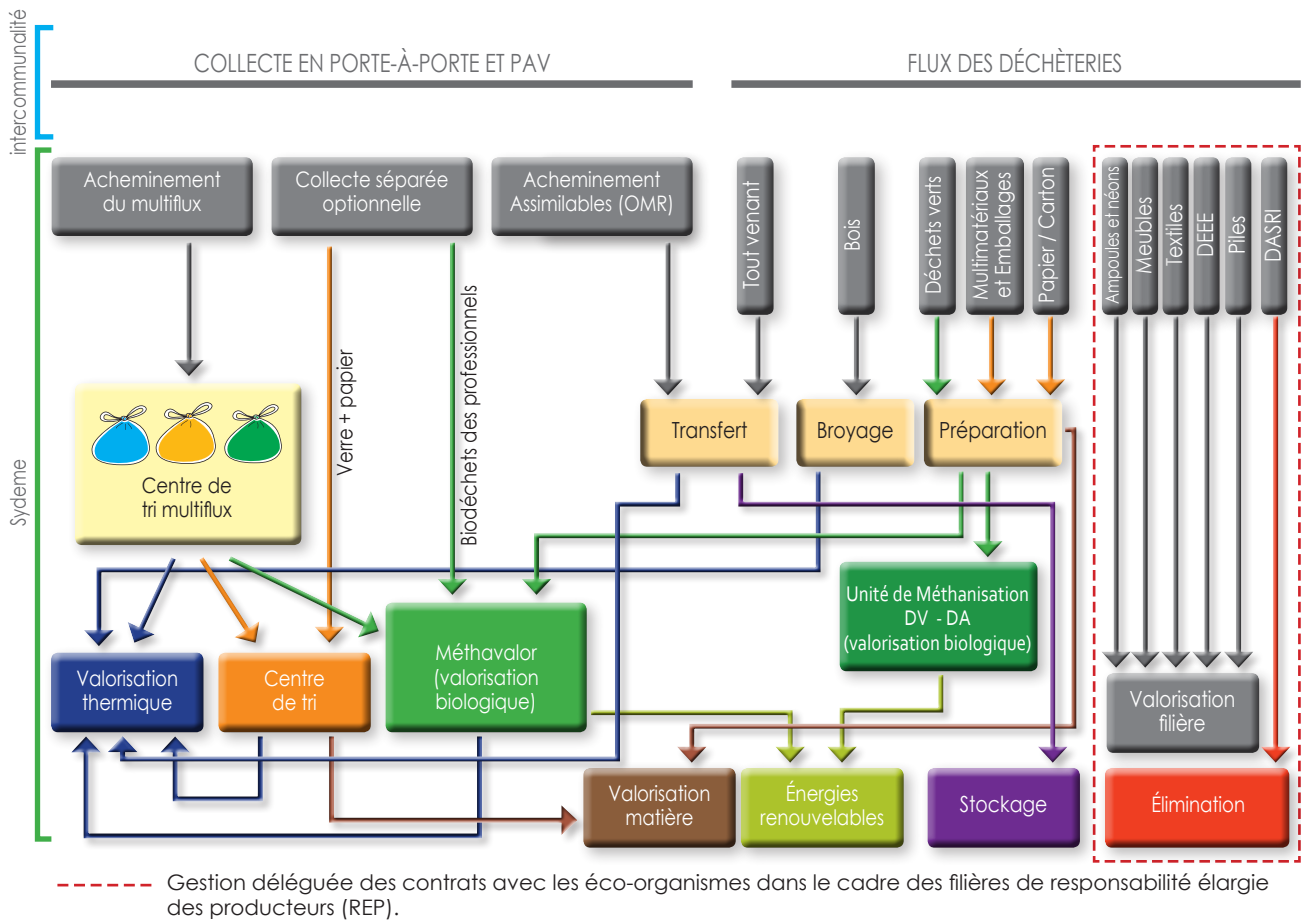 intercommunalité
COLLECTE EN PORTE-À-PORTE ET PAV
FLUX DES DÉCHÈTERIES
Sydeme
Acheminement
du multiflux
Collecte séparée
optionnelle
Acheminement
Assimilables (OMR)
Tout venant
Bois
Déchets verts
Multimatériaux
et Emballages
Papier / Carton
Ampoules et néons
Meubles
Textiles
DEEE
Piles
DASRI
Verre + papier
Biodéchets des professionnels
Centre de
tri multiflux
Transfert
Broyage
Préparation
Unité de Méthanisation
DV - DA
(valorisation biologique)
Valorisation
thermique
Centre
de tri
Méthavalor
(valorisation
biologique)
Valorisation
filière
Valorisation
matière
Énergies
renouvelables
Stockage
Élimination
Gestion déléguée des contrats avec les éco-organismes dans le cadre des filières de responsabilité élargie
des producteurs (REP).